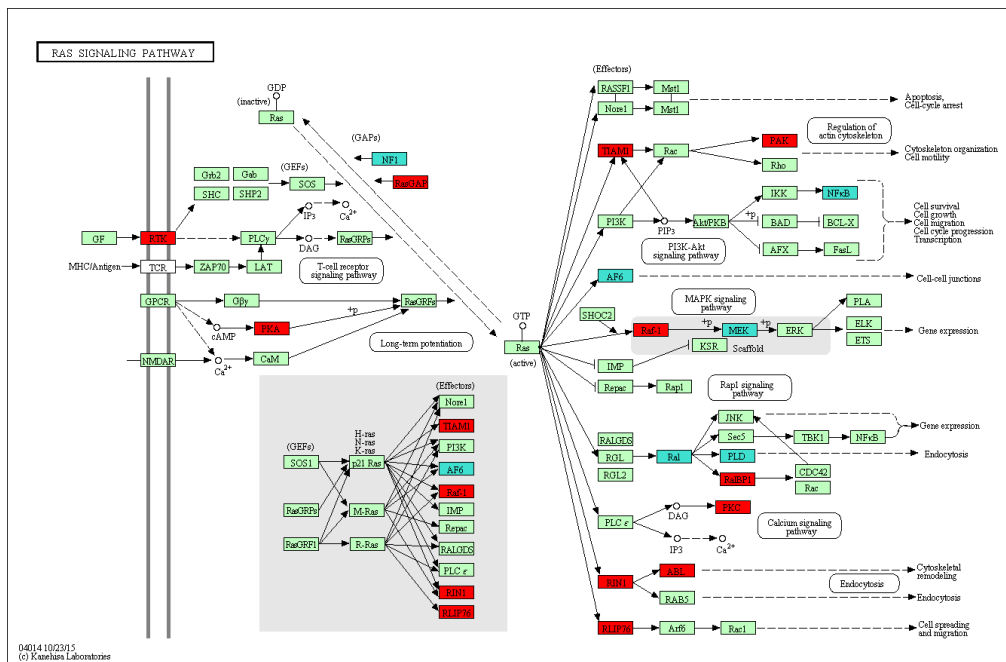 RAS SIGNALING PATHWAY
GDP
(inactive)
Ras
(GAPs)
NF1
RasGAP
(GEFs)
Grb2
Gab
SOS
SHC
SHP2
IP3
Ca2+
GF
RTK
PLCγ
DAG
RasGRPs
MHC/Antigen
TCR
ZAP70
LAT
T-cell receptor
signaling pathway
GPCR
Gβγ
RasGRFs
+p
cAMP
PKA
Long-term potentiation
NMDAR
Ca2+
CaM
GTP
Ras
(active)
(Effectors)
RASSF1
Mst1
Nore1
Mst1
Apoptosis,
Cell-cycle arrest
Regulation of
actin cytoskeleton
TIAM1
Rac
PAK
Rho
Cytoskeleton organization
Cell motility
IKK
NFκB
PI3K
PIP3
Akt/PKB
+p
BAD
BCL-X
AFX
FasL
PI3K-Akt
signaling pathway
Cell survival
Cell growth
Cell migration
Cell cycle progression
Transcription
AF6
Cell-cell junctions
MAPK signaling
pathway
SHOC2
Raf-1
+p
MEK
+p
ERK
PLA
ELK
ETS
Gene expression
KSR
Scaffold
IMP
Repac
Rap1
Rap1 signaling
pathway
RALGDS
RGL
RGL2
Ral
JNK
Sec5
TBK1
NFκB
Gene expression
PLD
Endocytosis
RalBP1
CDC42
Rac
PLC ε
DAG
PKC
IP3
Ca2+
Calcium signaling
pathway
RIN1
ABL
Cytoskeletal
remodeling
RAB5
Endocytosis
Endocytosis
RLIP76
Arf6
Rac1
Cell spreading
and migration
(Effectors)
Nore1
TIAM1
PI3K
AF6
Raf-1
IMP
Repac
RALGDS
PLC ε
RIN1
RLIP76
(GEFs)
H-ras
N-ras
K-ras
SOS1
p21 Ras
RasGRPs
M-Ras
RasGRF1
R-Ras
04014 10/23/15
(c) Kanehisa Laboratories